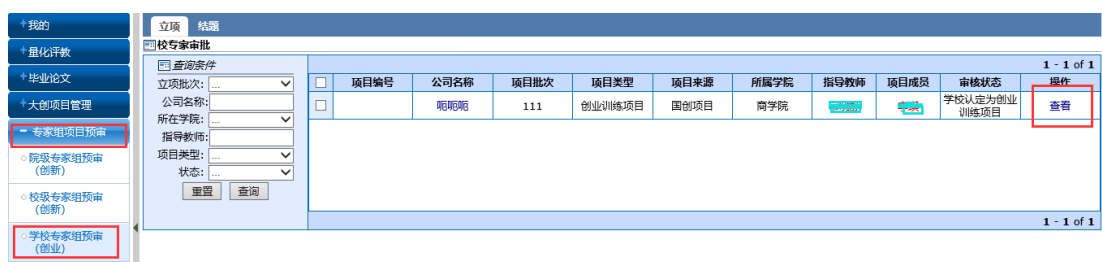 我的
量化评教
毕业论文
大创项目管理
专家组项目预审
院级专家组预审
(创新)
校级专家组预审
(创新)
学校专家组预审
(创业)
立项 结题
校专家审批
查询条件
立项批次: ...
公司名称:
所在学院: ...
指导教师:
项目类型: ...
状态: ...
重置 查询
1 - 1 of 1
项目编号 公司名称 项目批次 项目类型 项目来源 所属学院 指导教师 项目成员 审核状态 操作
呃呃呃 111 创业训练项目 国创项目 商学院 学校认定为创业 查看
训练项目
1 - 1 of 1